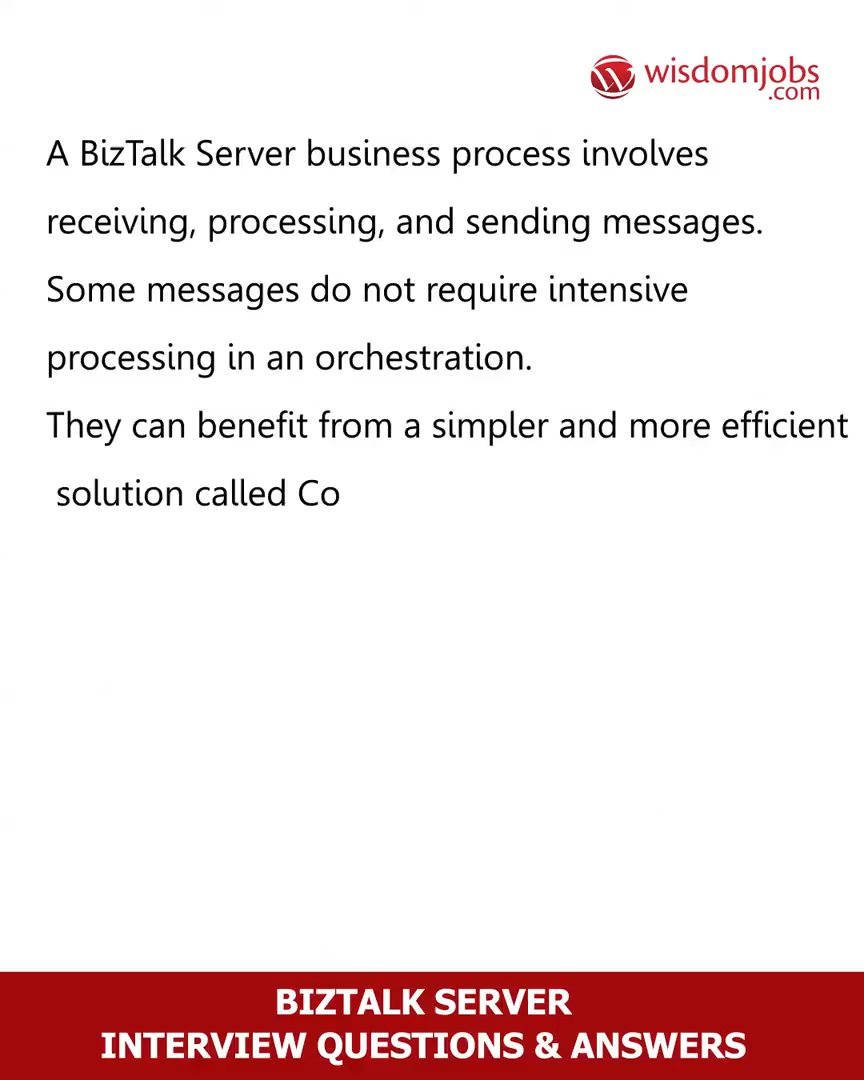 wisdomjobs
.com
A BizTalk Server business process involves
receiving, processing, and sending messages.
Some messages do not require intensive
processing in an orchestration.
They can benefit from a simpler and more efficient
solution called Co
BIZTALK SERVER
INTERVIEW QUESTIONS & ANSWERS